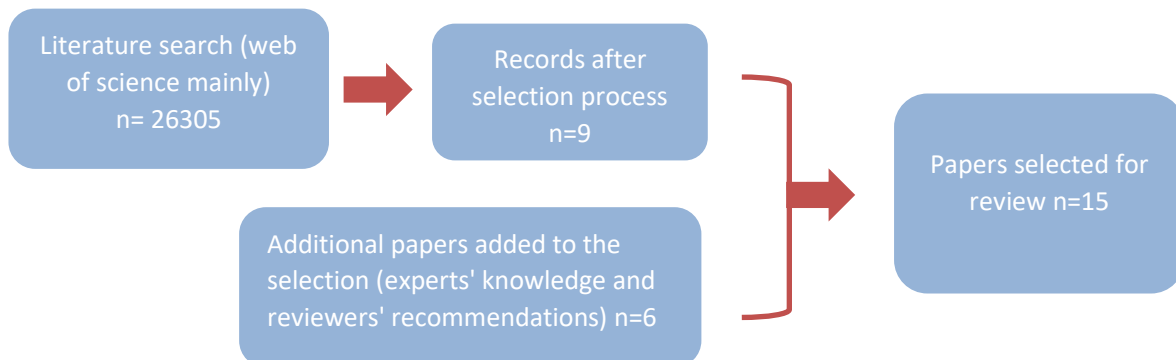 Literature search (web
of science mainly)
n= 26305
Records after
selection process
n=9
Additional papers added to the
selection (experts' knowledge and
reviewers' recommendations) n=6
Papers selected for
review n=15